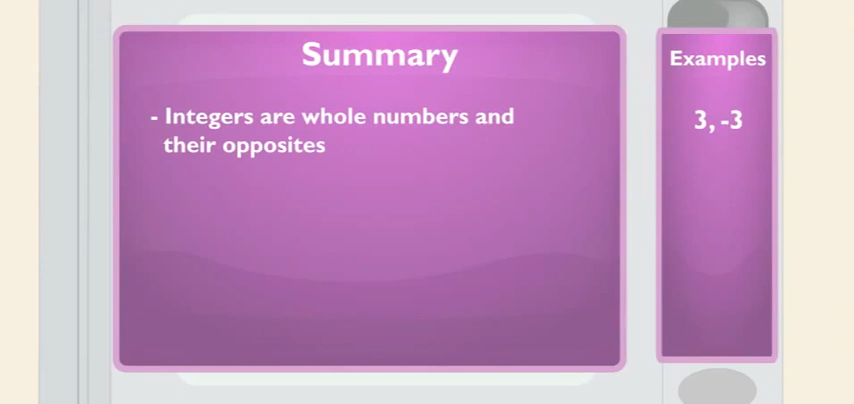 Summary
- Integers are whole numbers and
their opposites
Examples
3, -3